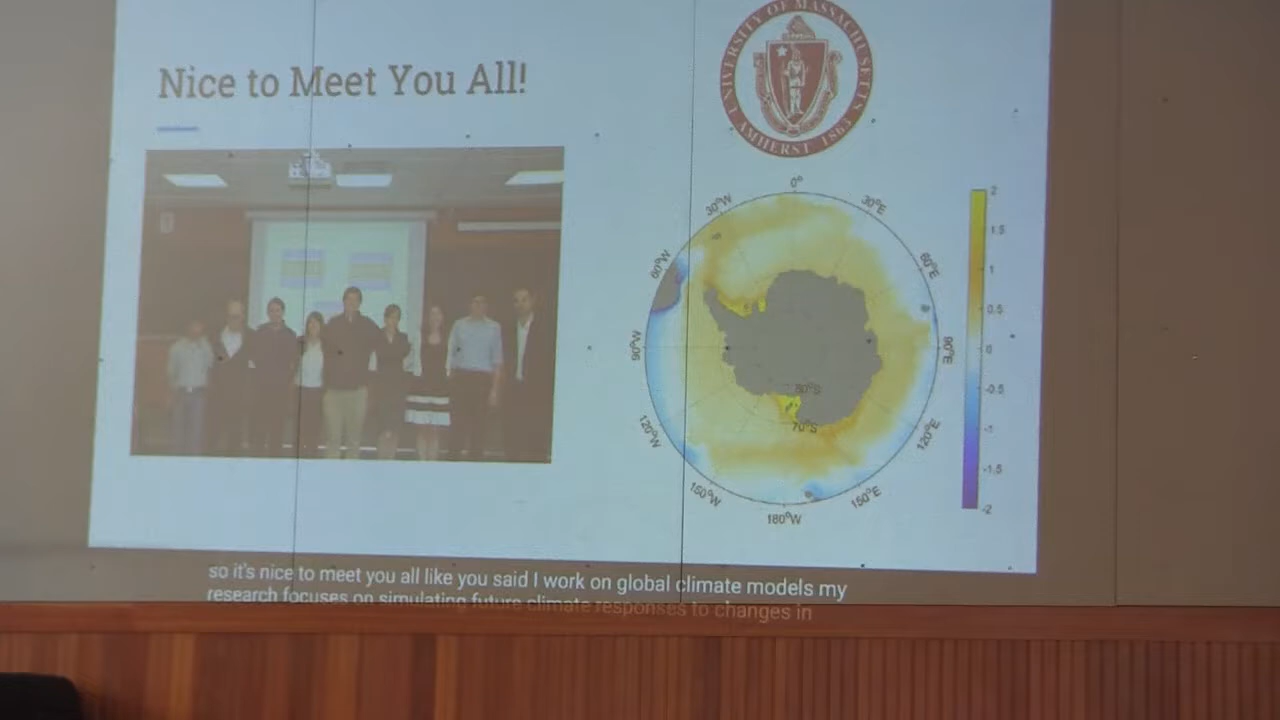 Nice to Meet You All!
UNIVERSITY OF MASSACHUSETTS
AMHERST 1863
0°
30°W
30°E
60°W
60°E
90°W
90°E
120°W
120°E
150°W
150°E
180°W
80°S
70°S
2
1.5
1
0.5
0
-0.5
-1
-1.5
-2
so it's nice to meet you all like you said I work on global climate models my
research focuses on simulating future climate responses to changes in